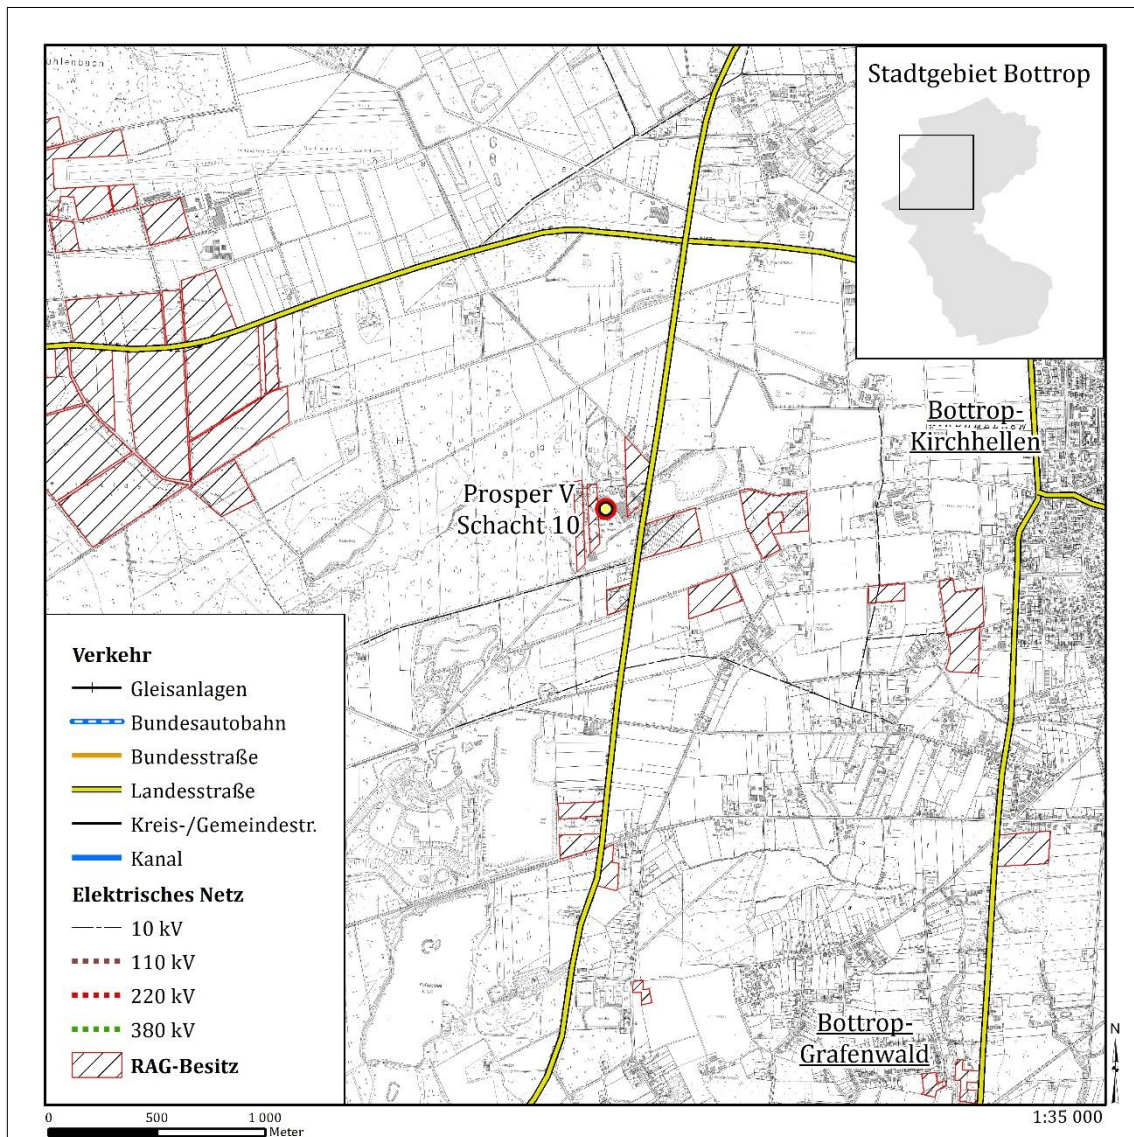 Stadtgebiet Bottrop
Bottrop-
Kirchhellen
Prosper V
Schacht 10
Verkehr
Gleisanlagen
Bundesautobahn
Bundesstraße
Landesstraße
Kreis-/Gemeindestr.
Kanal
Elektrisches Netz
10 kV
110 kV
220 kV
380 kV
RAG-Besitz
Bottrop-
Grafenwald
N
0 500 1 000
Meter
1:35 000